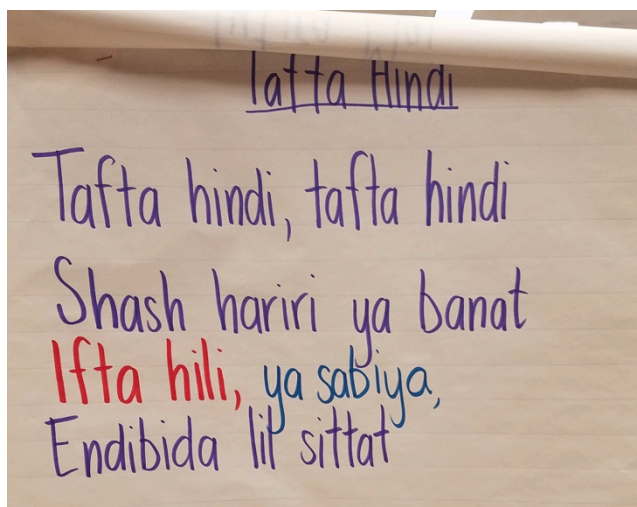 Tafta Hindi
Tafta hindi, tafta hindi
Shash hariri ya banat
Ifta hili, ya sabiya,
Endibida lil sittat